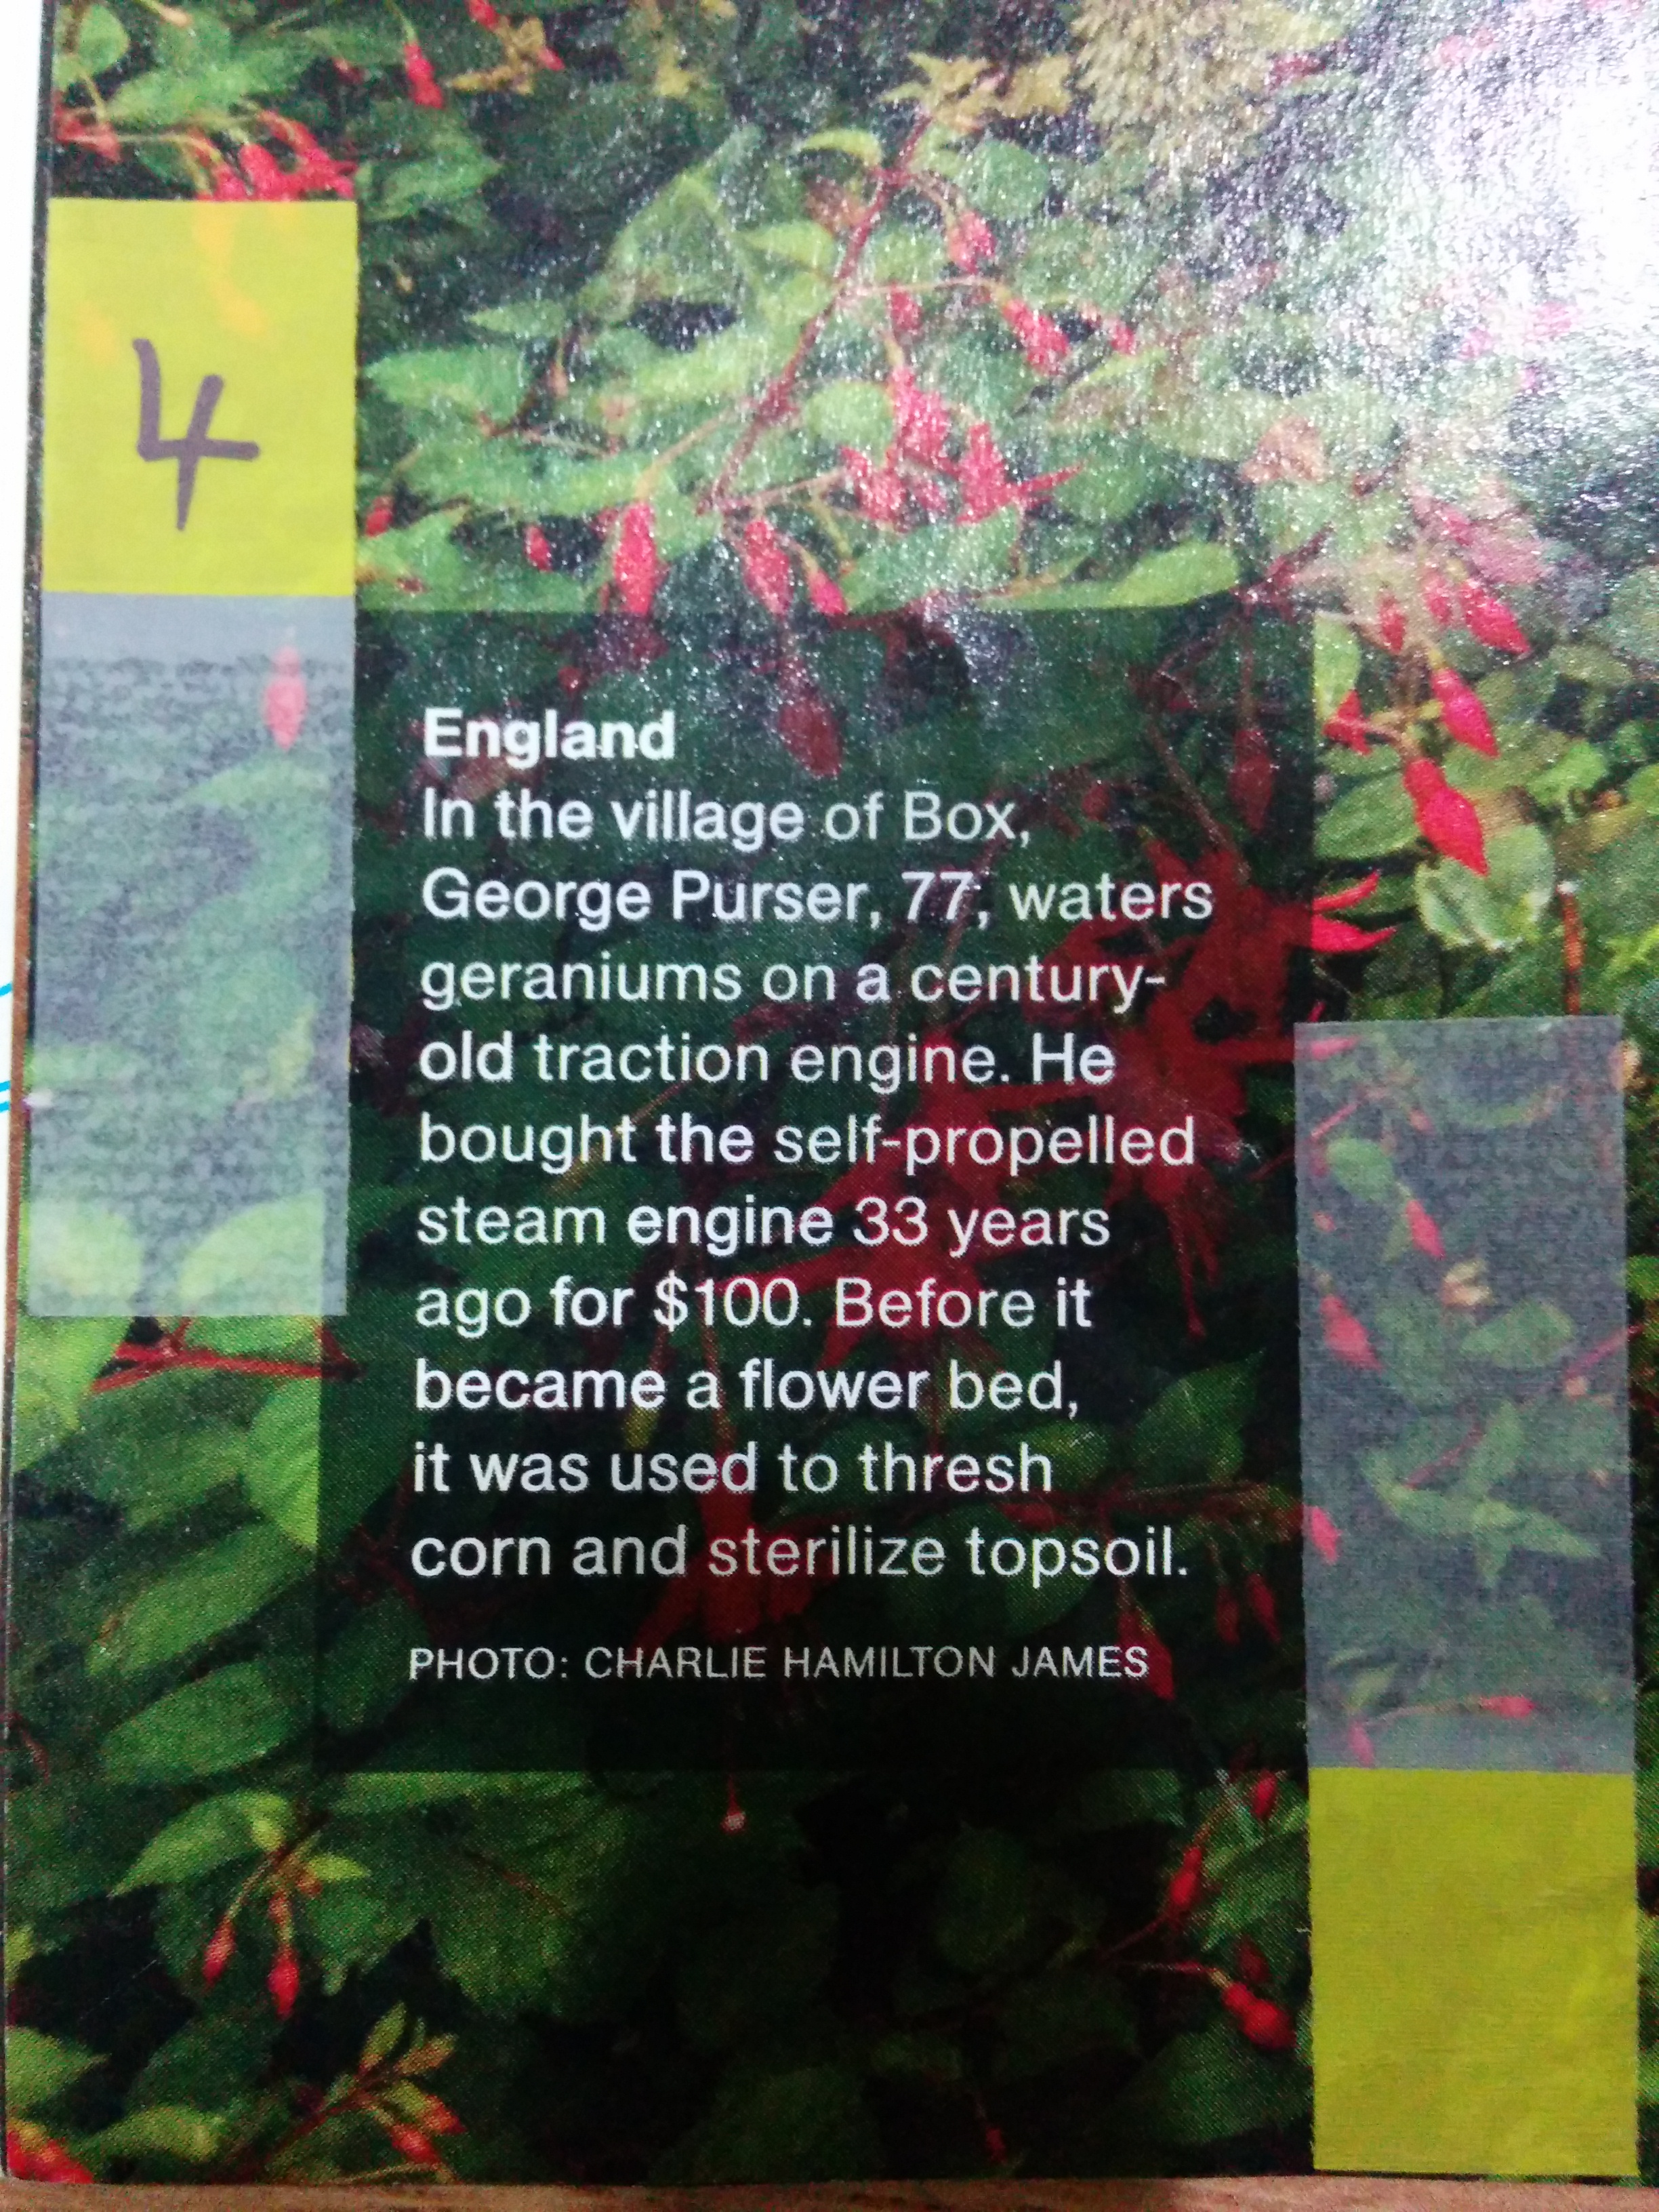 4
England
In the village of Box,
George Purser, 77, waters
geraniums on a century-
old traction engine. He
bought the self-propelled
steam engine 33 years
ago for $100. Before it
became a flower bed,
it was used to thresh
corn and sterilize topsoil.
PHOTO: CHARLIE HAMILTON JAMES